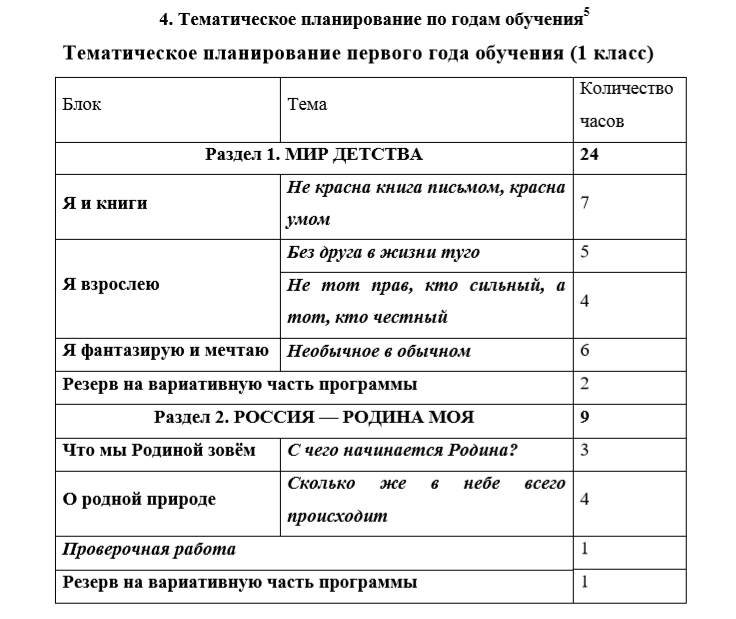 4. Тематическое планирование по годам обучения5
Тематическое планирование первого года обучения (1 класс)
Блок
Тема
Количество
часов
Раздел 1. МИР ДЕТСТВА
24
Я и книги
Не красна книга письмом, красна
умом
7
Я взрослею
Без друга в жизни туго
5
Не тот прав, кто сильный, а
тот, кто честный
4
Я фантазирую и мечтаю
Необычное в обычном
6
Резерв на вариативную часть программы
2
Раздел 2. РОССИЯ — РОДИНА МОЯ
9
Что мы Родиной зовём
С чего начинается Родина?
3
О родной природе
Сколько же в небе всего
происходит
4
Проверочная работа
1
Резерв на вариативную часть программы
1